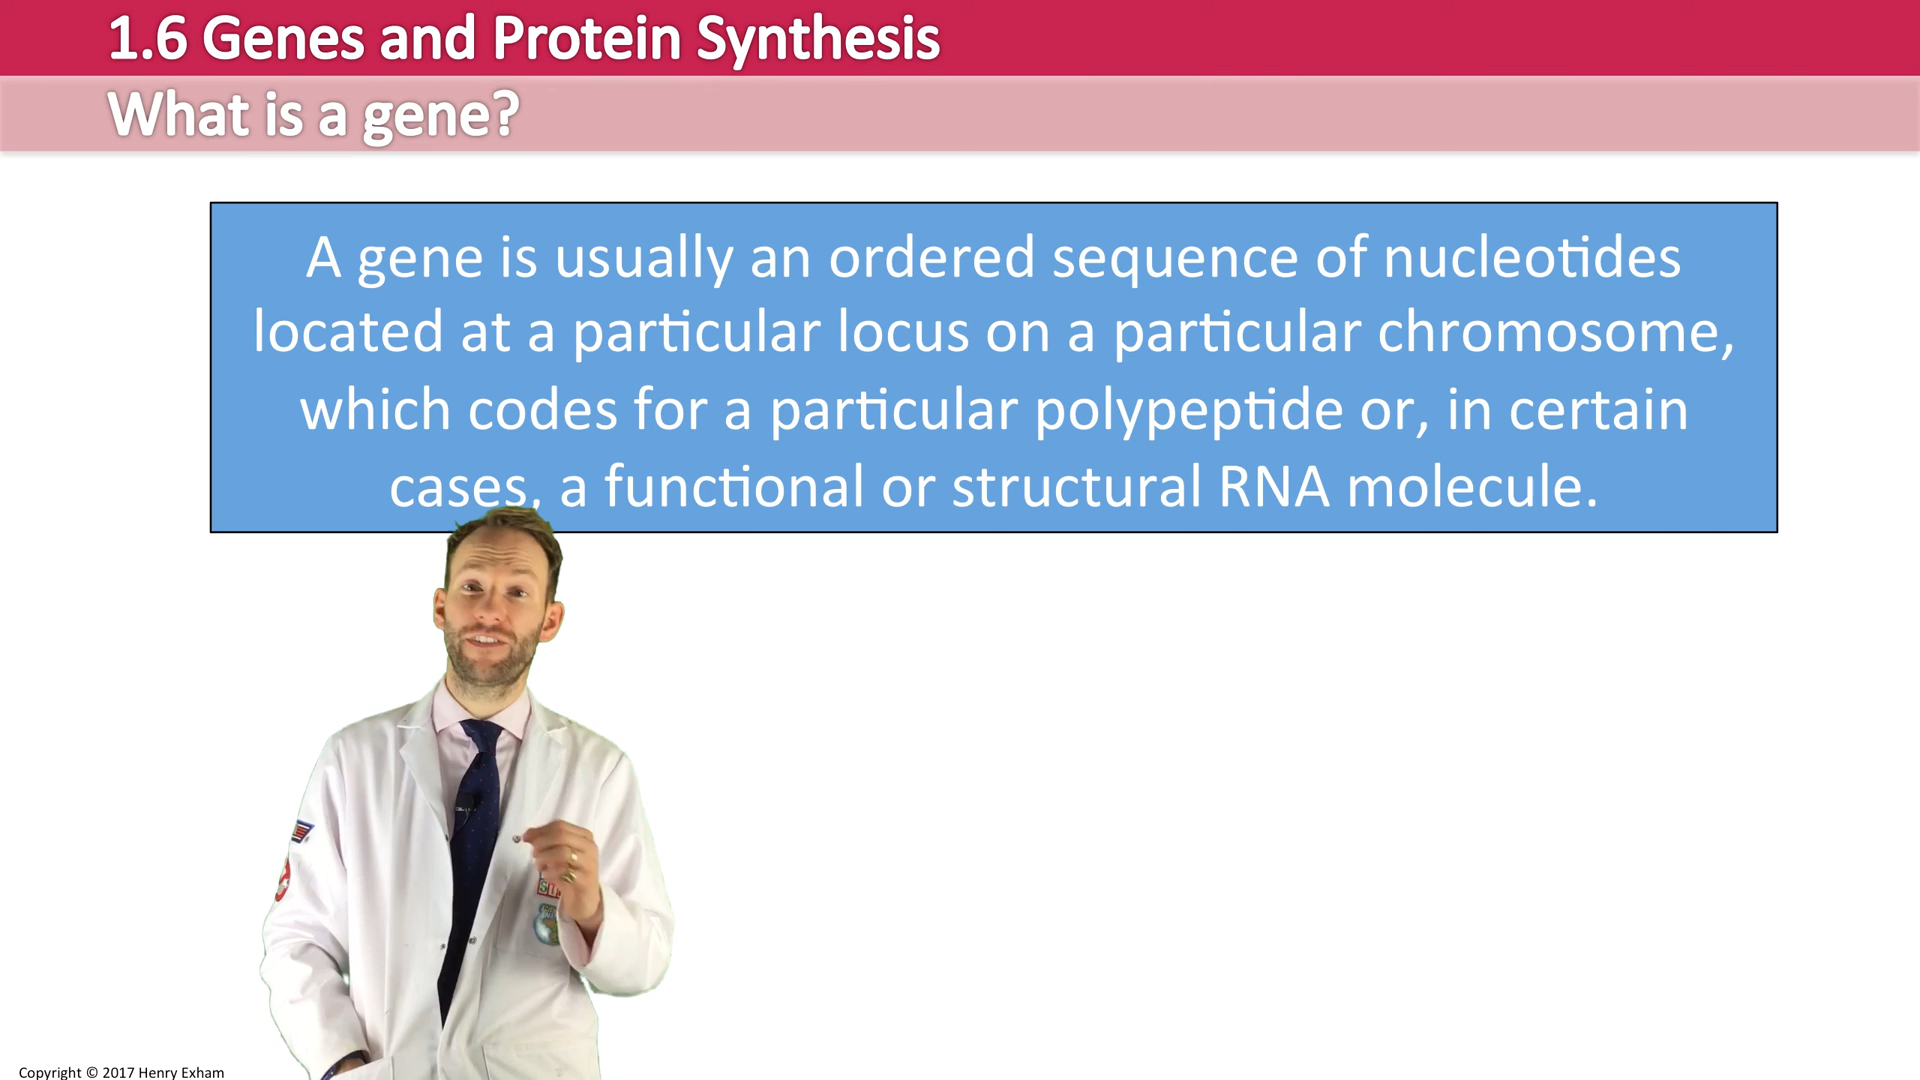 1.6 Genes and Protein Synthesis
What is a gene?
A gene is usually an ordered sequence of nucleotides
located at a particular locus on a particular chromosome,
which codes for a particular polypeptide or, in certain
cases, a functional or structural RNA molecule.
Copyright © 2017 Henry Exham